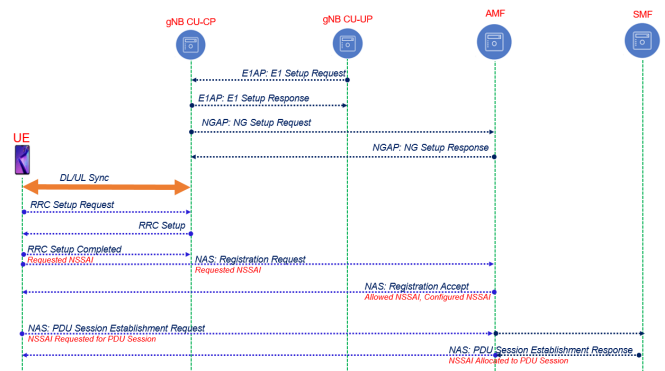 gNB CU-CP
gNB CU-UP
AMF
SMF
E1AP: E1 Setup Request
E1AP: E1 Setup Response
NGAP: NG Setup Request
UE
NGAP: NG Setup Response
DL/UL Sync
RRC Setup Request
RRC Setup
RRC Setup Completed
Requested NSSAI
NAS: Registration Request
Requested NSSAI
NAS: Registration Accept
Allowed NSSAI, Configured NSSAI
NAS: PDU Session Establishment Request
NSSAI Requested for PDU Session
NAS: PDU Session Establishment Response
NSSAI Allocated to PDU Session